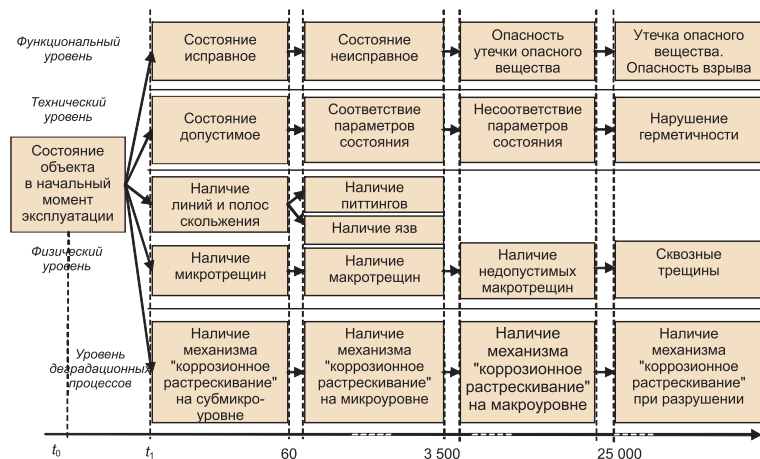 Функциональный
уровень
Состояние
исправное
Состояние
неисправное
Опасность
утечки опасного
вещества
Утечка опасного
вещества.
Опасность взрыва
Технический
уровень
Состояние
допустимое
Соответствие
параметров
состояния
Несоответствие
параметров
состояния
Нарушение
герметичности
Состояние
объекта
в начальный
момент
эксплуатации
Наличие
линий и полос
скольжения
Наличие
питтингов
Наличие язв
Физический
уровень
Наличие
микротрещин
Наличие
макротрещин
Наличие
недопустимых
макротрещин
Сквозные
трещины
Уровень
деградационных
процессов
Наличие
механизма
"коррозионное
растрескивание"
на субмикро-
уровне
Наличие
механизма
"коррозионное
растрескивание"
на микроуровне
Наличие
механизма
"коррозионное
растрескивание"
на макроуровне
Наличие
механизма
"коррозионное
растрескивание"
при разрушении
t₀
t₁
60
3 500
25 000